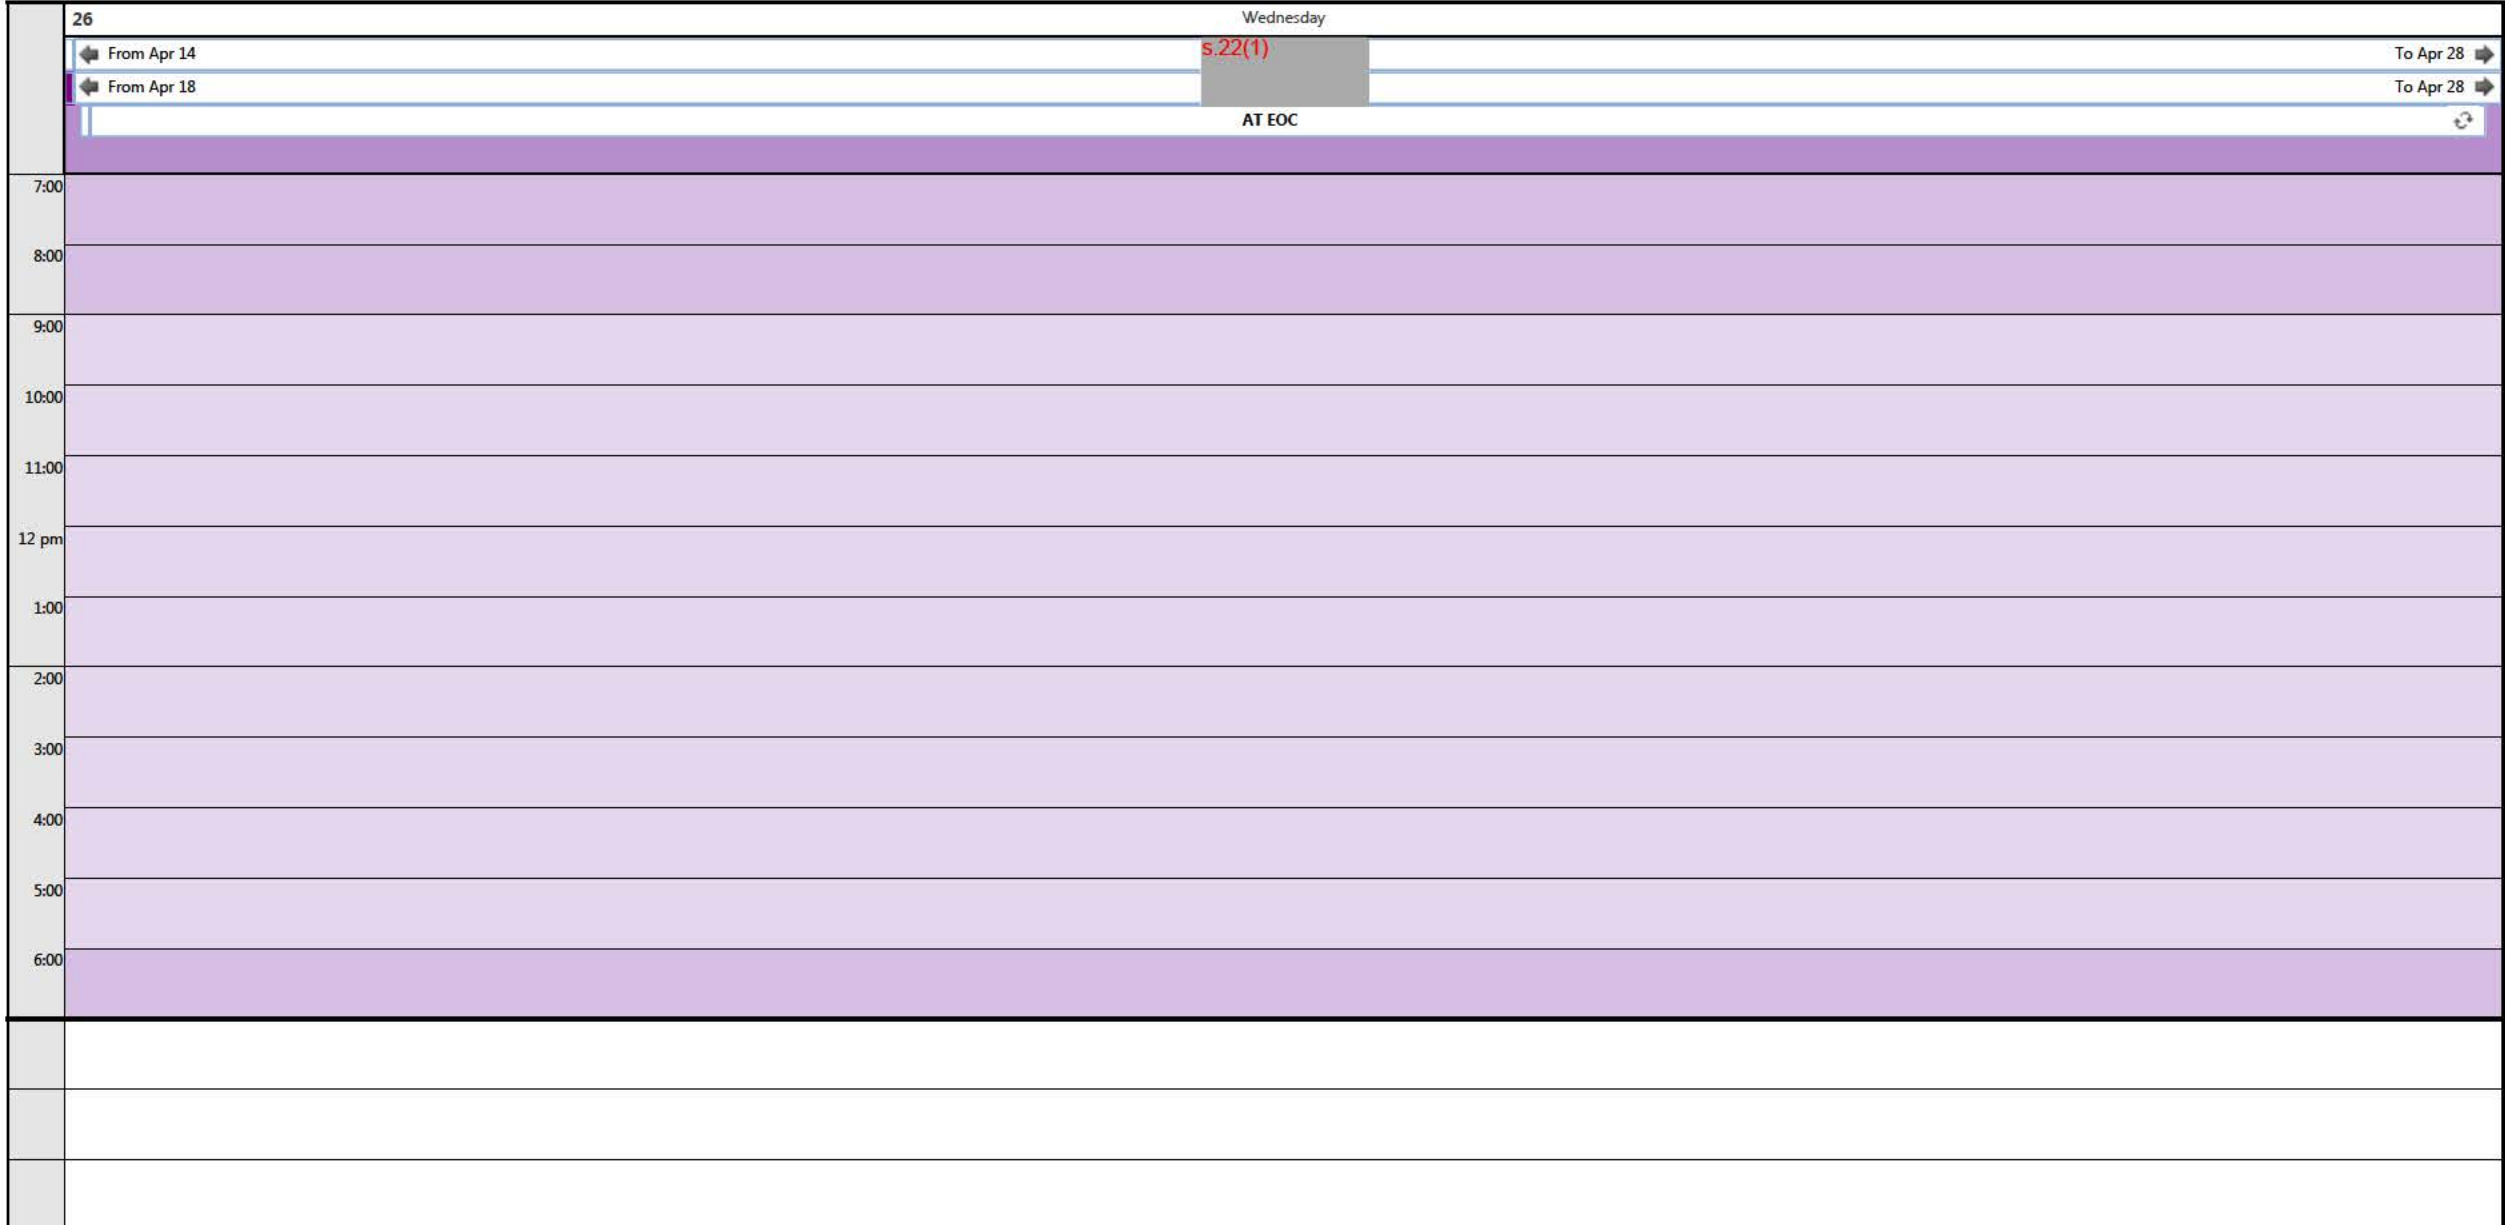 26 Wednesday
From Apr 14 s.22(1) To Apr 28
From Apr 18 To Apr 28
AT EOC
7:00
8:00
9:00
10:00
11:00
12 pm
1:00
2:00
3:00
4:00
5:00
6:00